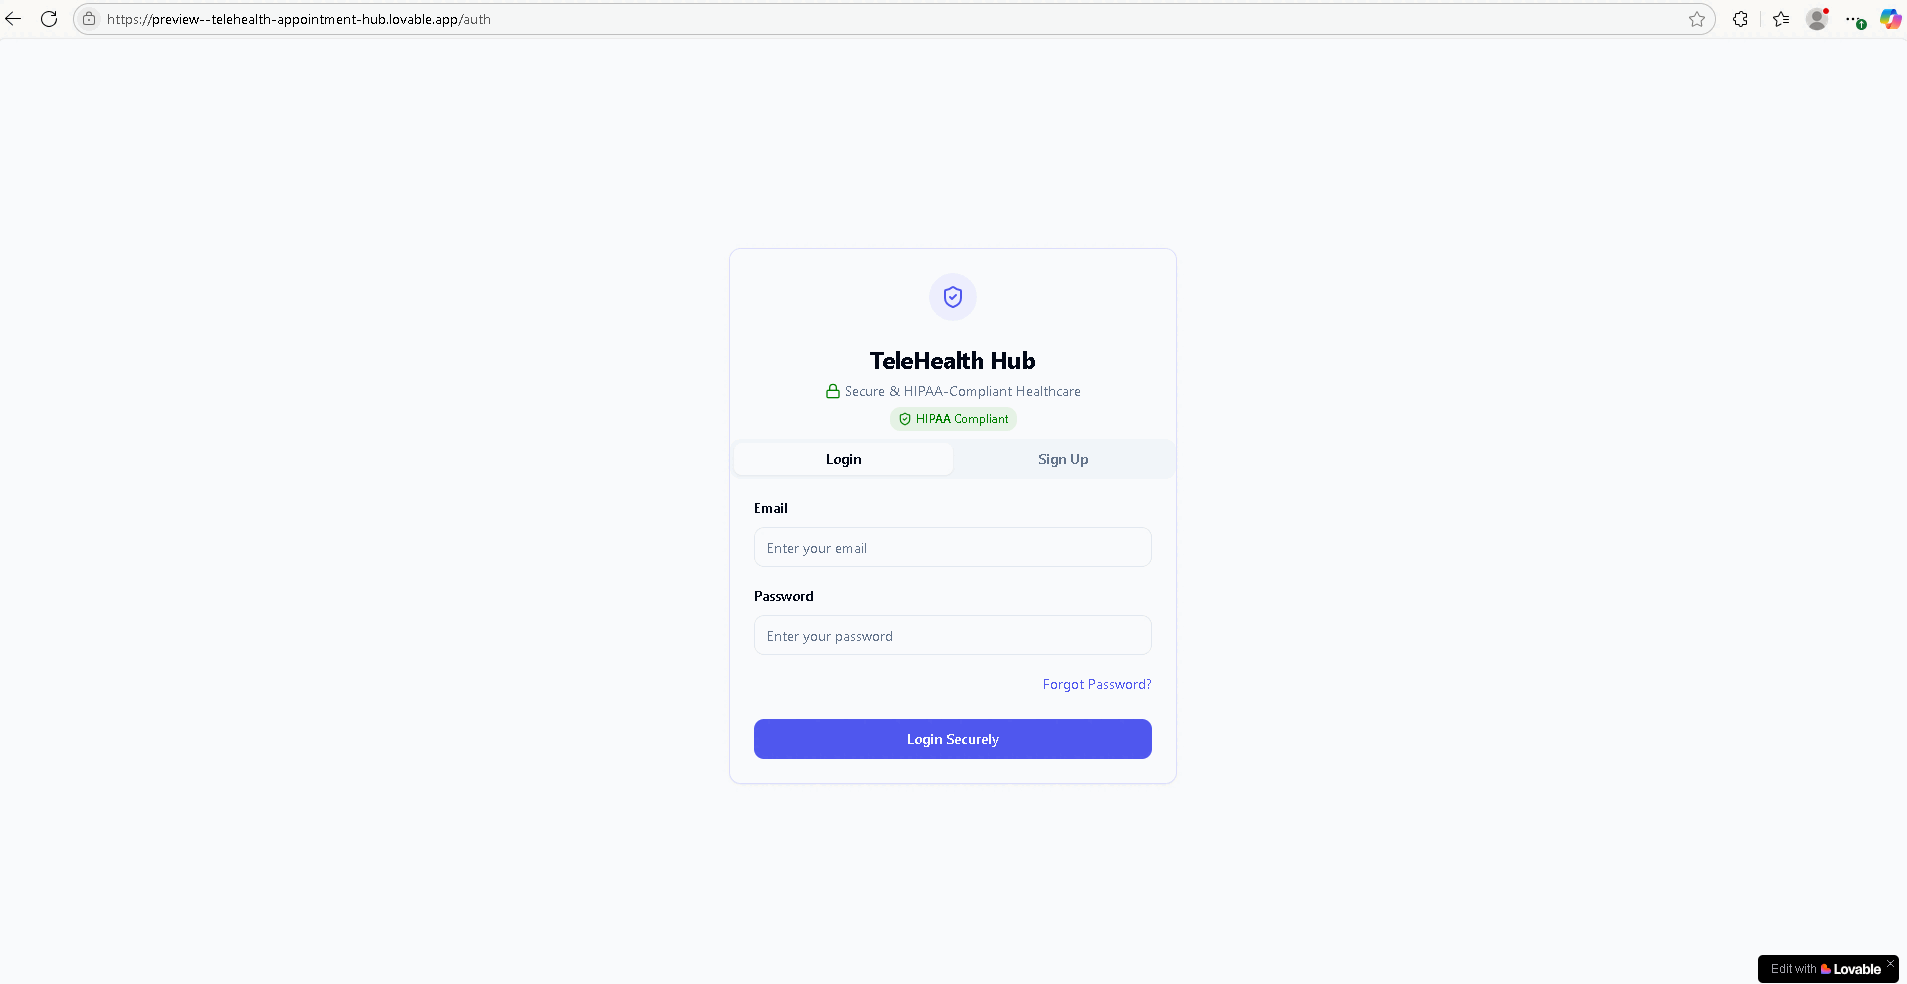 https://preview--telehealth-appointment-hub.lovable.app/auth
TeleHealth Hub
Secure & HIPAA-Compliant Healthcare
HIPAA Compliant
Login
Sign Up
Email
Enter your email
Password
Enter your password
Forgot Password?
Login Securely
Edit with Lovable